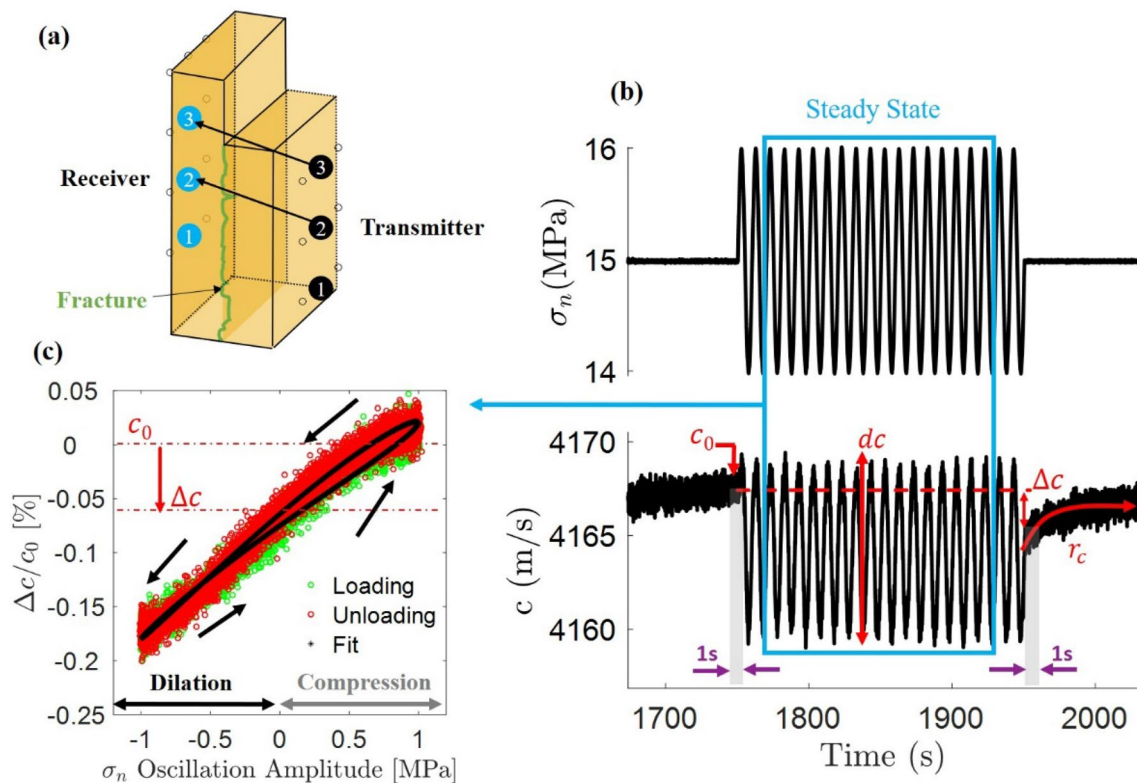 (a)
3
3
Receiver
2
2
Transmitter
1
1
Fracture
(b)
Steady State
16
15
14
σₙ(MPa)
4170
4165
4160
c (m/s)
c₀
dc
Δc
r_c
1s
1s
1700
1800
1900
2000
Time (s)
(c)
0.05
0
-0.05
-0.1
-0.15
-0.2
-0.25
Δc/c₀ [%]
c₀
Δc
Loading
Unloading
Fit
Dilation
Compression
-1
-0.5
0
0.5
1
σₙ Oscillation Amplitude [MPa]